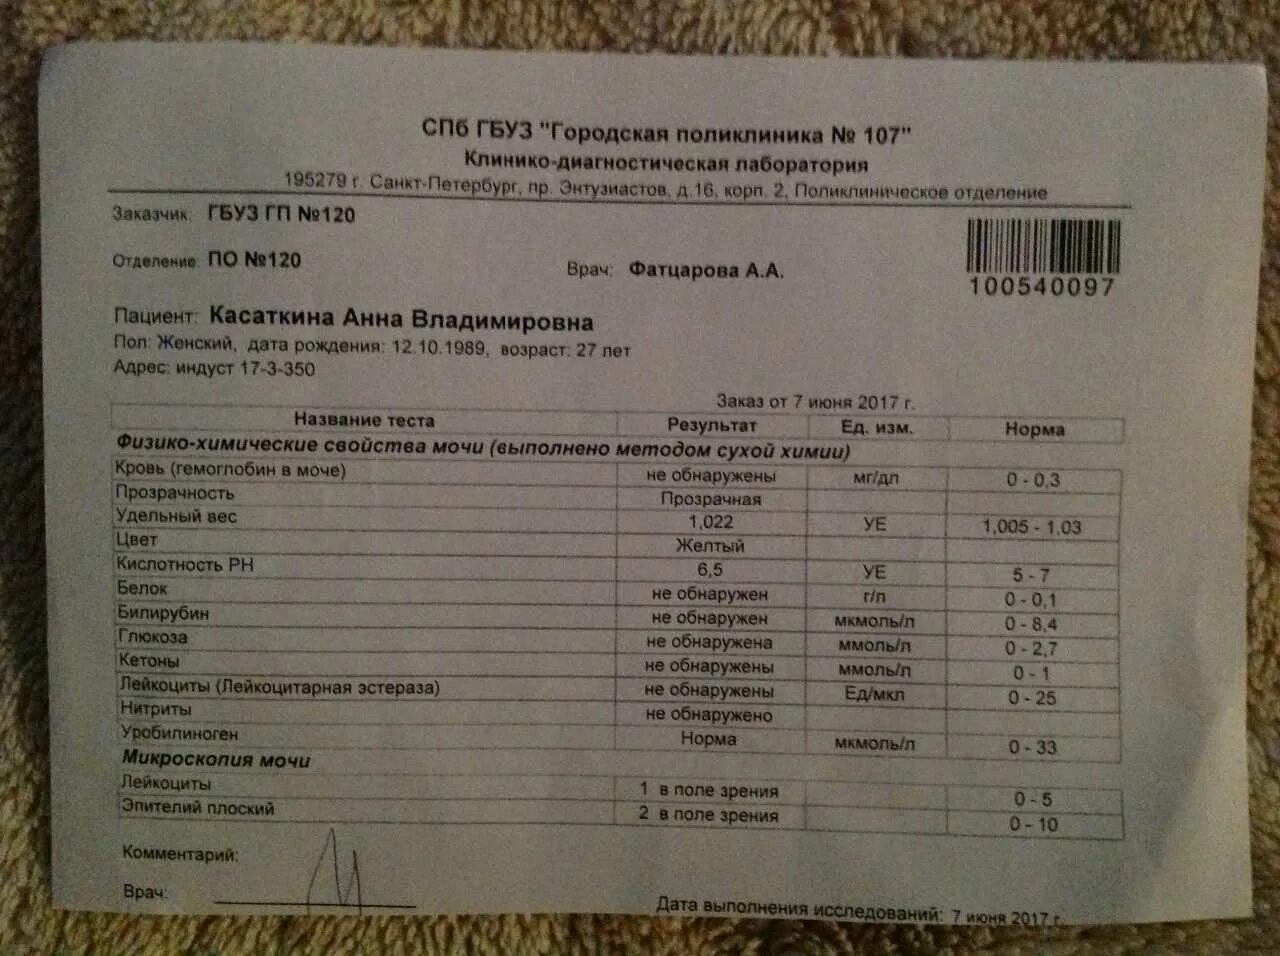 СПб ГБУЗ "Городская поликлиника № 107"
Клинико-диагностическая лаборатория
195279 г. Санкт-Петербург, пр. Энтузиастов, д.16, корп. 2, Поликлиническое отделение
Заказчик: ГБУЗ ГП №120
Отделение: ПО №120 Врач: Фатцарова А.А.
100540097
Пациент: Касаткина Анна Владимировна
Пол: Женский, дата рождения: 12.10.1989, возраст: 27 лет
Адрес: индуст 17-3-350
Заказ от 7 июня 2017 г.
Название теста Результат Ед. изм. Норма
Физико-химические свойства мочи (выполнено методом сухой химии)
Кровь (гемоглобин в моче) не обнаружены мг/дл 0 - 0,3
Прозрачность Прозрачная
Удельный вес 1,022 УЕ 1,005 - 1,03
Цвет Желтый
Кислотность РН 6,5 УЕ 5 - 7
Белок не обнаружен г/л 0 - 0,1
Билирубин не обнаружен мкмоль/л 0 - 8,4
Глюкоза не обнаружена ммоль/л 0 - 2,7
Кетоны не обнаружены ммоль/л 0 - 1
Лейкоциты (Лейкоцитарная эстераза) не обнаружены Ед/мкл 0 - 25
Нитриты не обнаружено
Уробилиноген Норма мкмоль/л 0 - 33
Микроскопия мочи
Лейкоциты 1 в поле зрения 0 - 5
Эпителий плоский 2 в поле зрения 0 - 10
Комментарий:
Врач:
Дата выполнения исследований: 7 июня 2017 г.